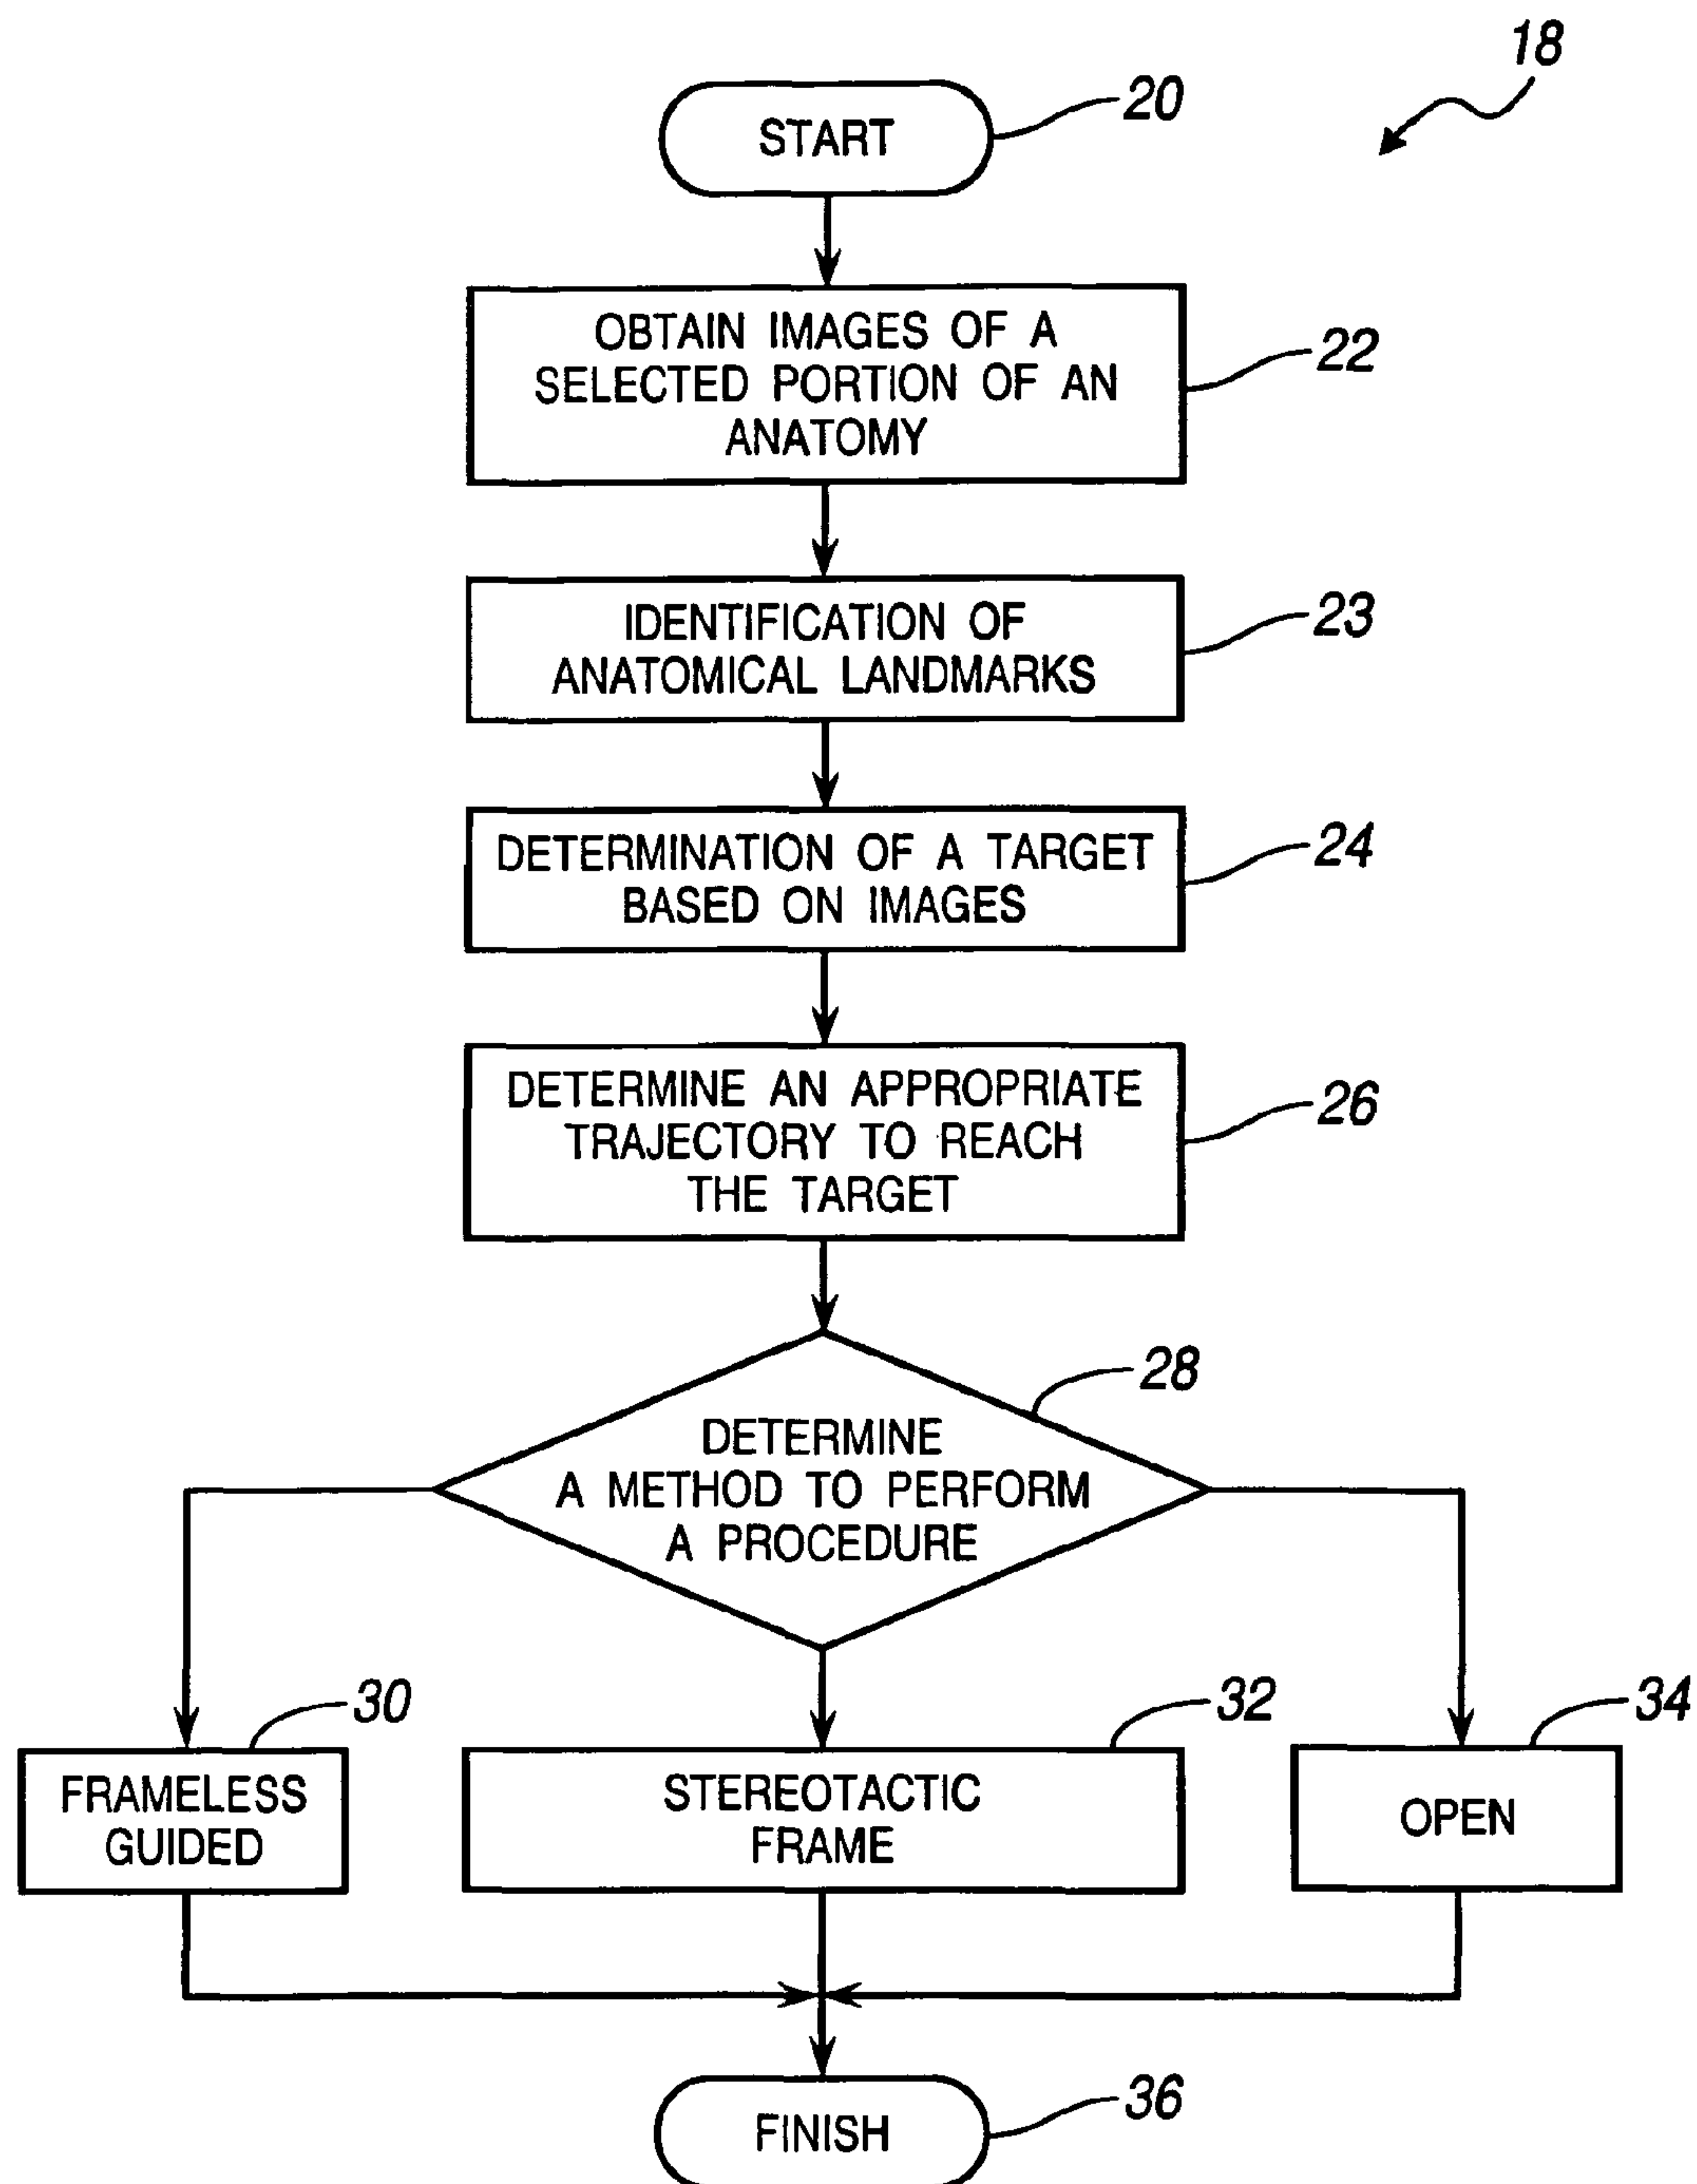 18
START
20
OBTAIN IMAGES OF A
SELECTED PORTION OF AN
ANATOMY
22
IDENTIFICATION OF
ANATOMICAL LANDMARKS
23
DETERMINATION OF A TARGET
BASED ON IMAGES
24
DETERMINE AN APPROPRIATE
TRAJECTORY TO REACH
THE TARGET
26
28
DETERMINE
A METHOD TO PERFORM
A PROCEDURE
30
FRAMELESS
GUIDED
32
STEREOTACTIC
FRAME
34
OPEN
FINISH
36